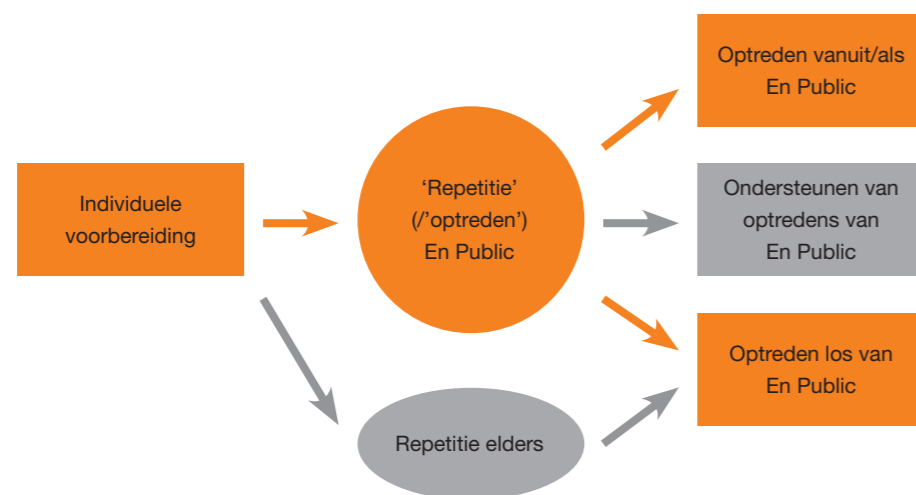 Individuele
voorbereiding
‘Repetitie’
(/’optreden’)
En Public
Repetitie elders
Optreden vanuit/als
En Public
Ondersteunen van
optredens van
En Public
Optreden los van
En Public